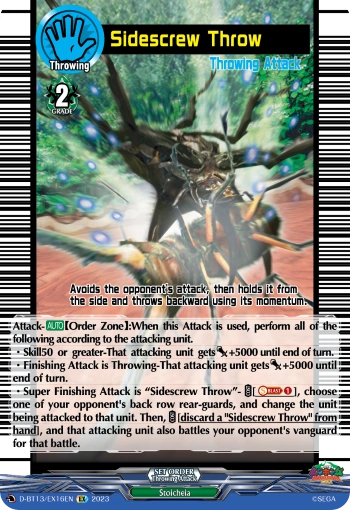 Sidescrew Throw
Throwing
Throwing Attack
2
GRADE
Avoids the opponent's attack, then holds it from
the side and throws backward using its momentum.
Attack- AUTO【Order Zone】:When this Attack is used, perform all of the
following according to the attacking unit.
・Skill50 or greater-That attacking unit gets +5000 until end of turn.
・Finishing Attack is Throwing-That attacking unit gets +5000 until
end of turn.
・Super Finishing Attack is "Sidescrew Throw"- [BLAST 1], choose
one of your opponent's back row rear-guards, and change the unit
being attacked to that unit. Then, [discard a "Sidescrew Throw" from
hand], and that attacking unit also battles your opponent's vanguard
for that battle.
SET ORDER
Throwing Attack
D-BT13/EX16EN EX 2023
Stoicheia
©SEGA